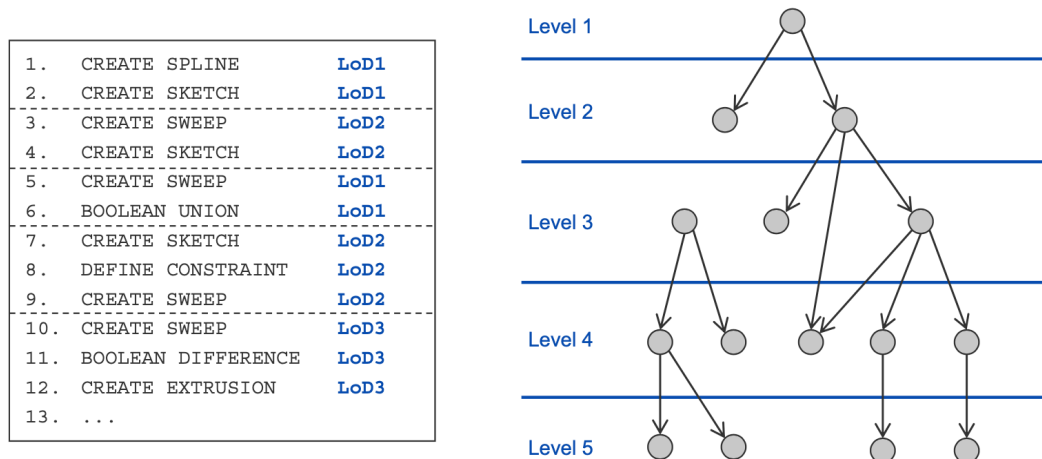 1. CREATE SPLINE LoD1
2. CREATE SKETCH LoD1
3. CREATE SWEEP LoD2
4. CREATE SKETCH LoD2
5. CREATE SWEEP LoD1
6. BOOLEAN UNION LoD1
7. CREATE SKETCH LoD2
8. DEFINE CONSTRAINT LoD2
9. CREATE SWEEP LoD2
10. CREATE SWEEP LoD3
11. BOOLEAN DIFFERENCE LoD3
12. CREATE EXTRUSION LoD3
13. ...
Level 1
Level 2
Level 3
Level 4
Level 5